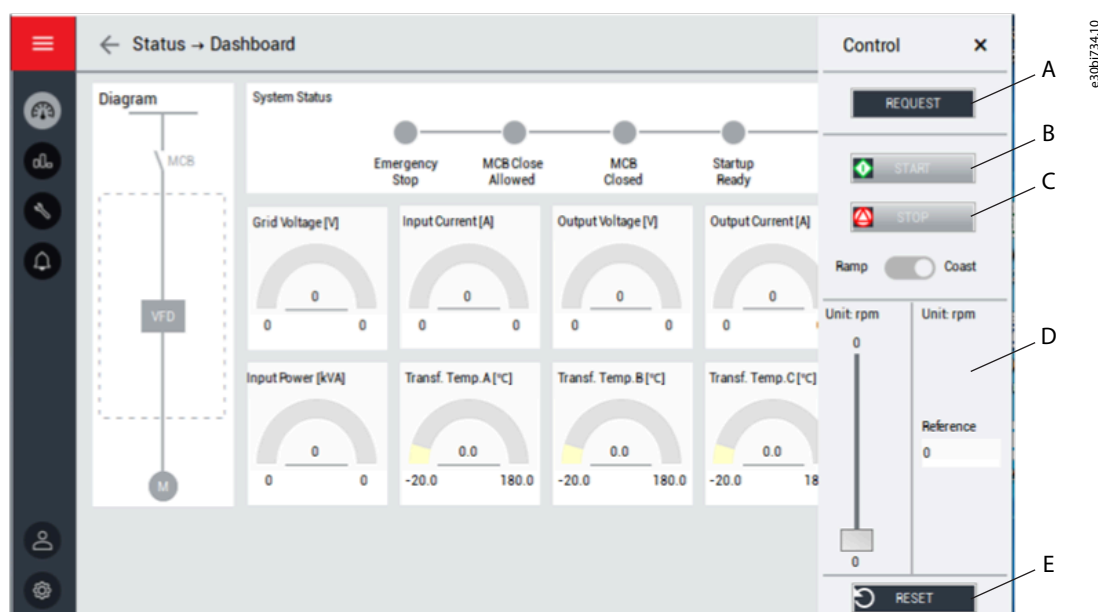 Status → Dashboard
Control
×
e30bj734.10
A
REQUEST
Diagram
System Status
MCB
Emergency Stop
MCB Close Allowed
MCB Closed
Startup Ready
B
START
C
STOP
Ramp
Coast
Grid Voltage [V]
0
0
0
Input Current [A]
0
0
0
Output Voltage [V]
0
0
0
Output Current [A]
0
0
VFD
Unit: rpm
0
0
Unit: rpm
D
Reference
0
Input Power [kVA]
0
0
0
Transf. Temp.A [°C]
0.0
-20.0
180.0
Transf. Temp.B [°C]
0.0
-20.0
180.0
Transf. Temp.C [°C]
0.0
-20.0
18
M
E
RESET